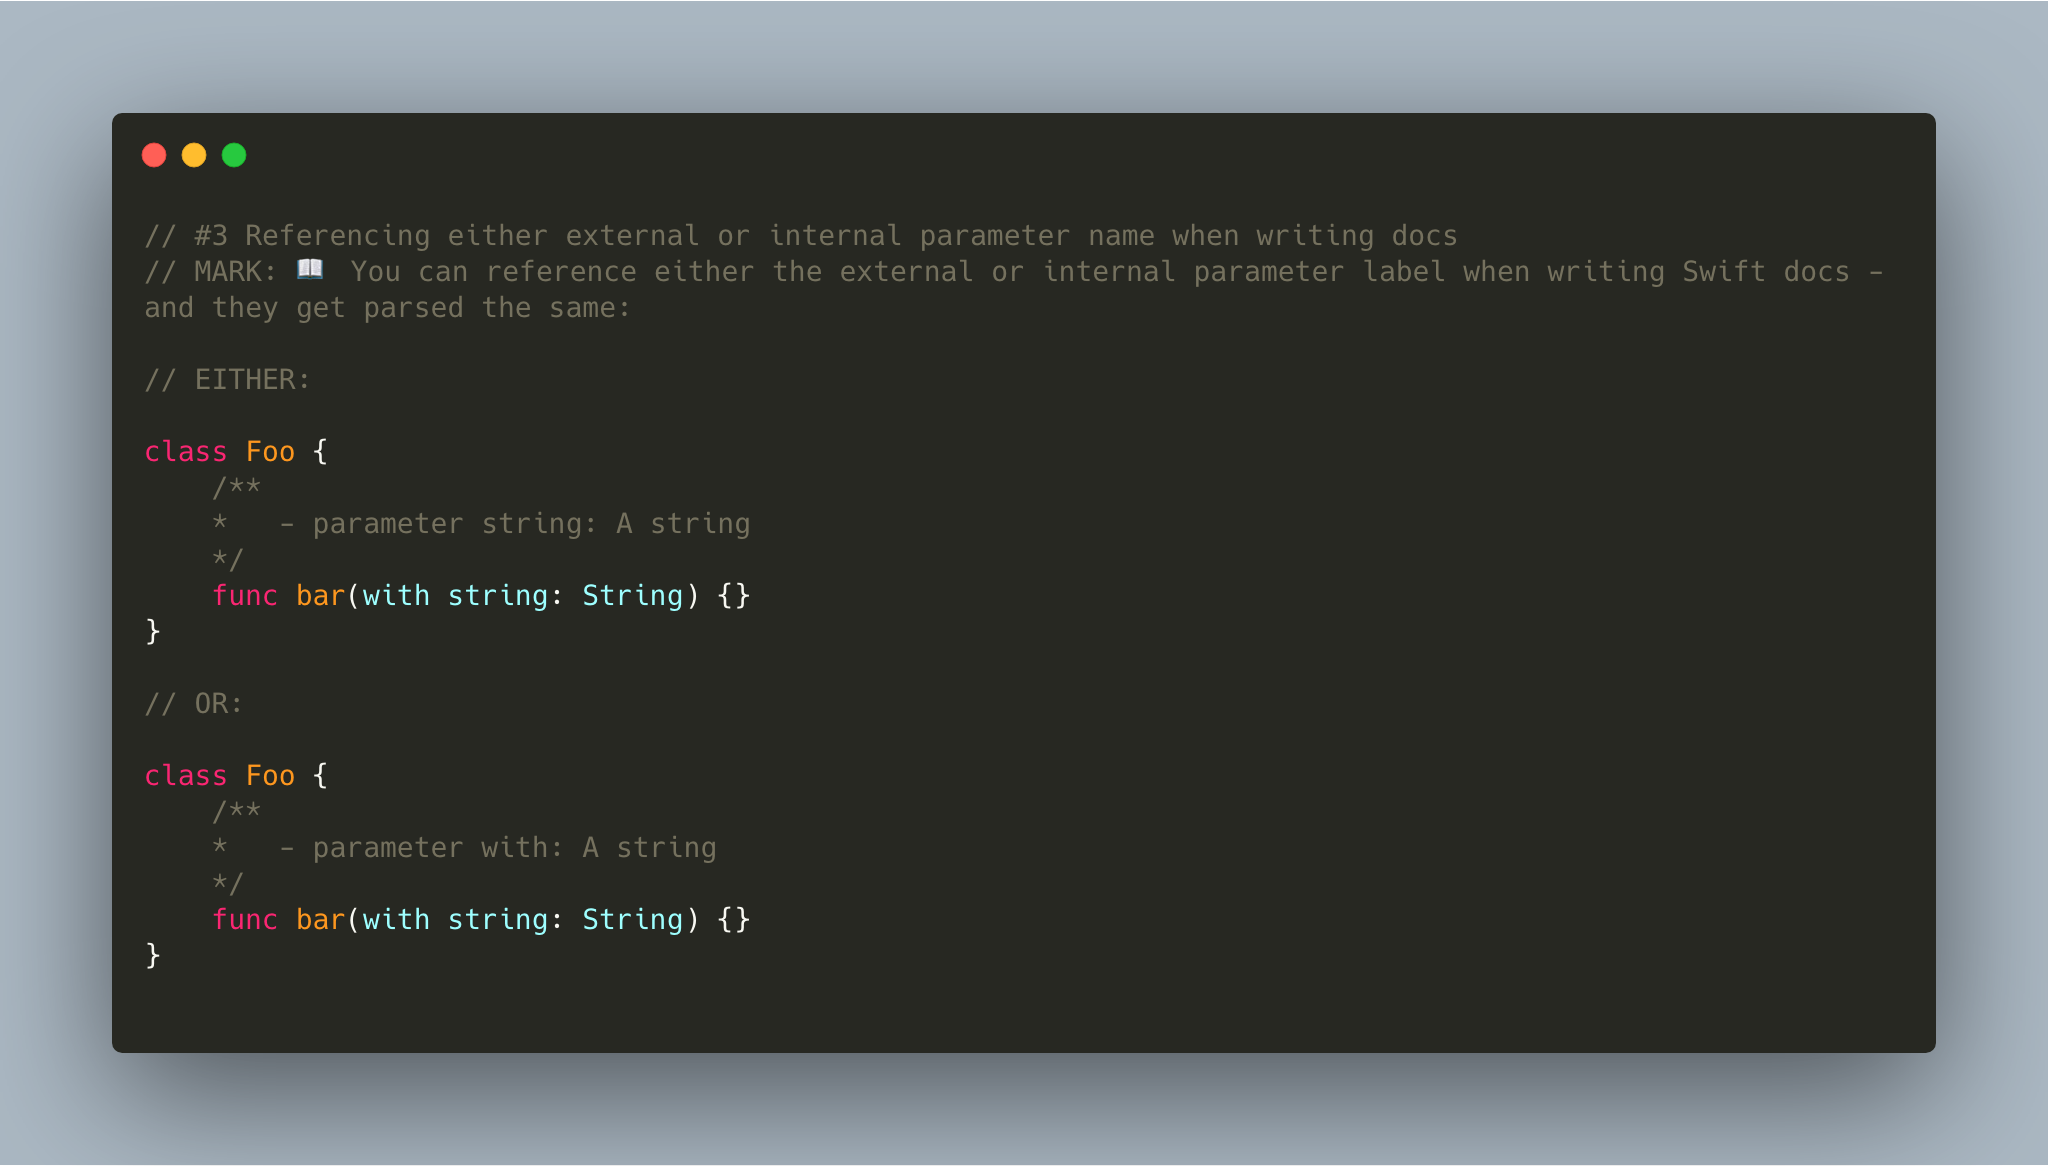 // #3 Referencing either external or internal parameter name when writing docs
// MARK: 📖 You can reference either the external or internal parameter label when writing Swift docs -
and they get parsed the same:

// EITHER:

class Foo {
    /**
    *   - parameter string: A string
    */
    func bar(with string: String) {}
}

// OR:

class Foo {
    /**
    *   - parameter with: A string
    */
    func bar(with string: String) {}
}